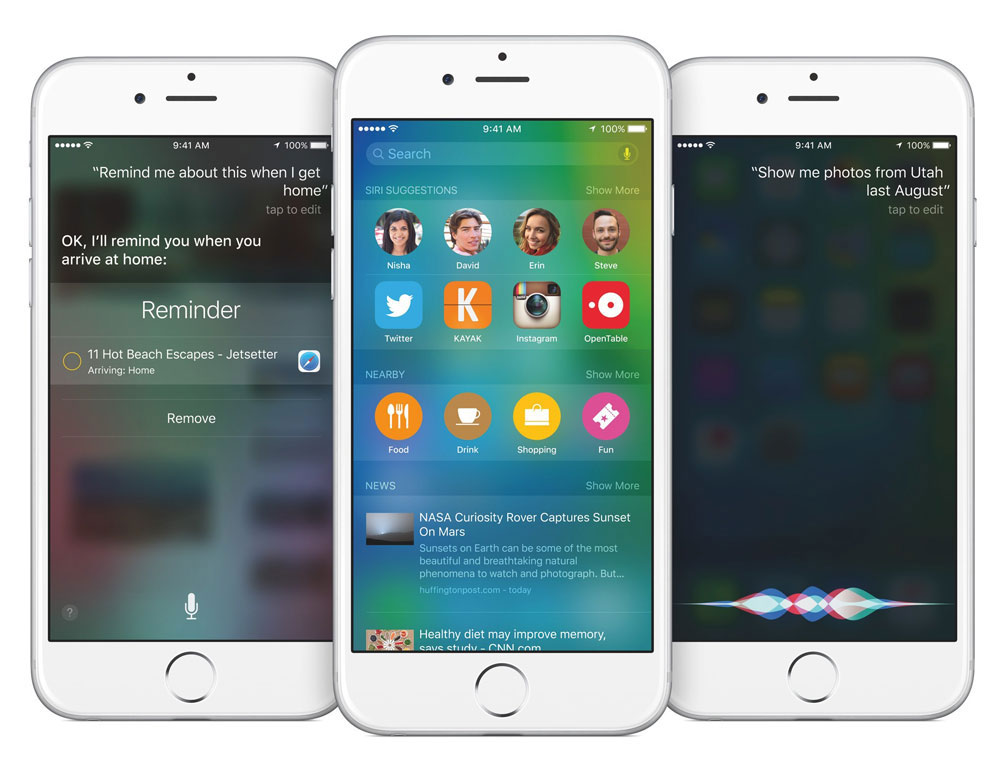 9:41 AM
100%
“Remind me about this when I get
home”
tap to edit
OK, I’ll remind you when you
arrive at home:
Reminder
11 Hot Beach Escapes - Jetsetter
Arriving: Home
Remove
?
9:41 AM
100%
Search
SIRI SUGGESTIONS
Show More
Nisha
David
Erin
Steve
K
Twitter
KAYAK
Instagram
OpenTable
NEARBY
Show More
Food
Drink
Shopping
Fun
NEWS
Show More
NASA Curiosity Rover Captures Sunset
On Mars
Sunsets on Earth can be some of the most
beautiful and breathtaking natural
phenomena to watch and photograph. But...
huffingtonpost.com - today
Healthy diet may improve memory,
says study - CNN.com
9:41 AM
100%
“Show me photos from Utah
last August”
tap to edit